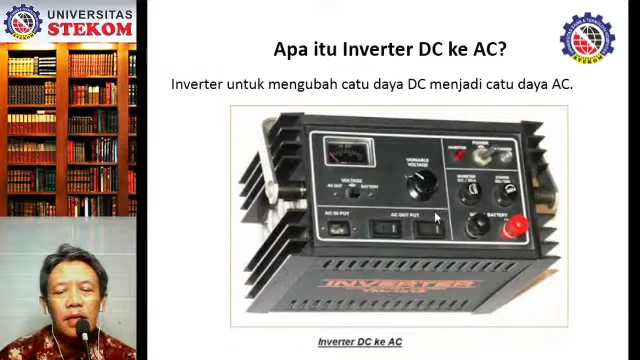 UNIVERSITAS
STEKOM
Apa itu Inverter DC ke AC?
Inverter untuk mengubah catu daya DC menjadi catu daya AC.
VARIABLE
VOLTAGE
INVERTER
POWER
VOLTAGE
AC OUT
BATTERY
AC IN PUT
AC OUT PUT
BATTERY
INVERTER
Inverter DC ke AC